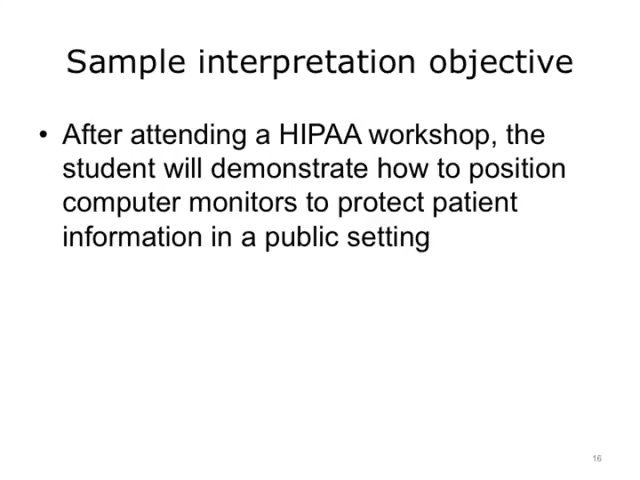 Sample interpretation objective
• After attending a HIPAA workshop, the
student will demonstrate how to position
computer monitors to protect patient
information in a public setting
16